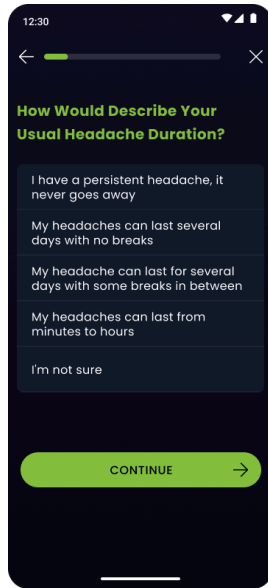 12:30
How Would Describe Your
Usual Headache Duration?
I have a persistent headache, it
never goes away
My headaches can last several
days with no breaks
My headache can last for several
days with some breaks in between
My headaches can last from
minutes to hours
I'm not sure
CONTINUE